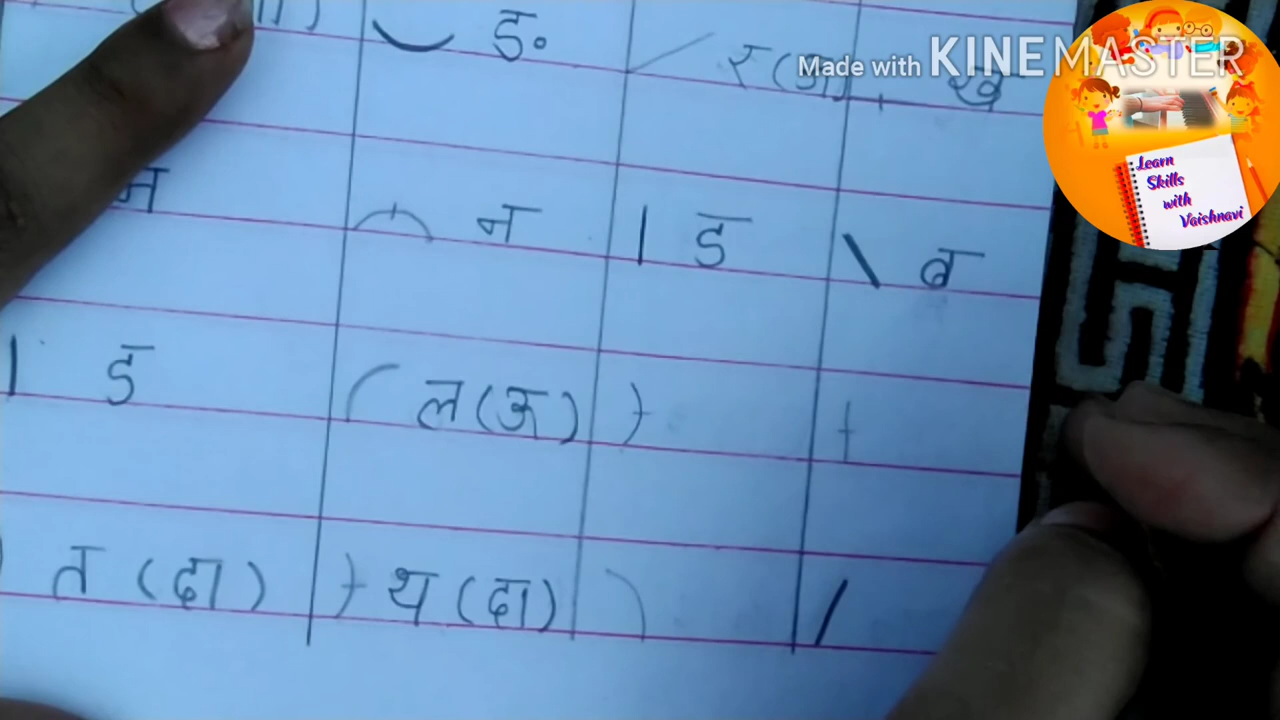 ङ र(ऊ) ख
न न ड ब
ड ल(ऊ)
त (दा) थ (दा)
Made with KINEMASTER
Learn
Skills
with
Vaishnavi